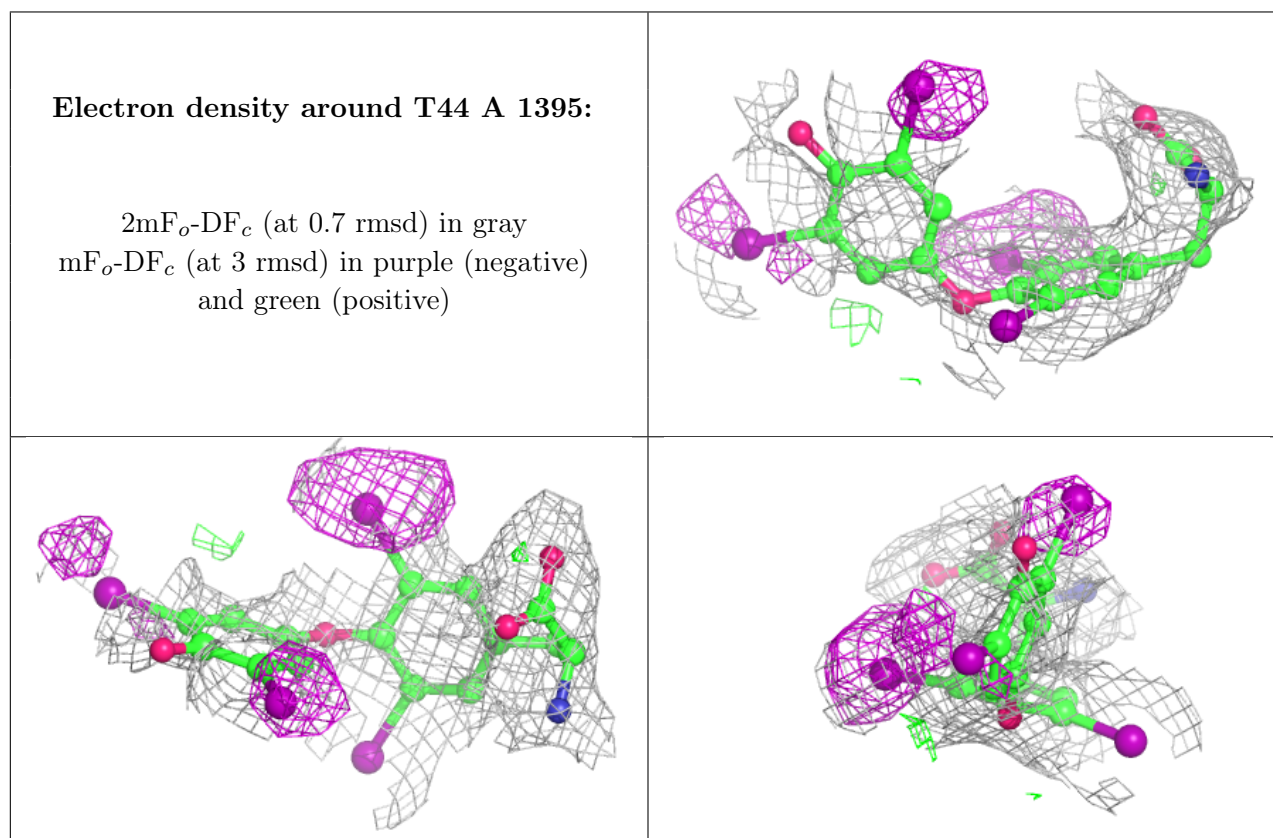 Electron density around T44 A 1395:
2mFo-DFc (at 0.7 rmsd) in gray
mFo-DFc (at 3 rmsd) in purple (negative)
and green (positive)